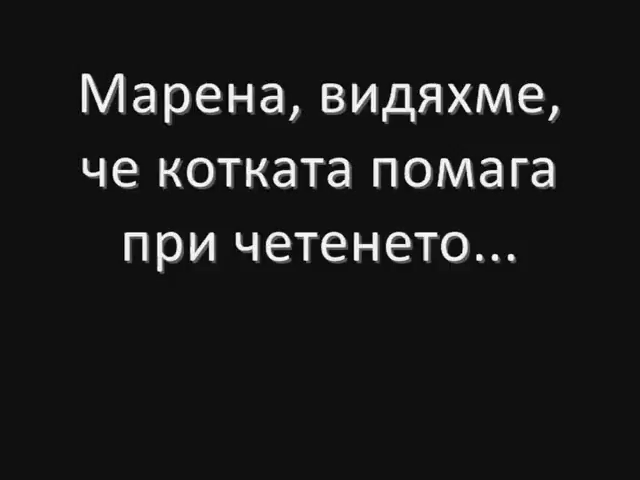 Марена, видяхме,
че котката помага
при четенето...